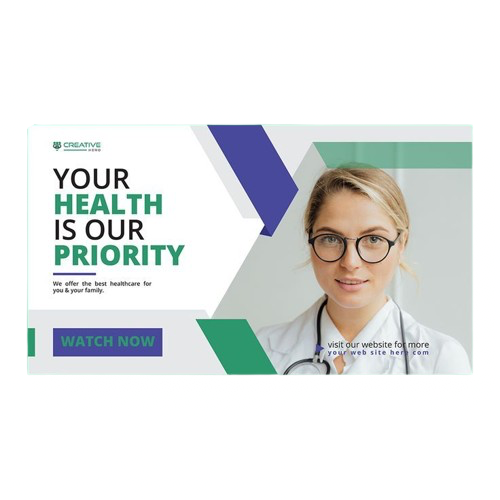 CREATIVE
HERO
YOUR
HEALTH
IS OUR
PRIORITY
We offer the best healthcare for
you & your family.
WATCH NOW
visit our website for more
your web site here com